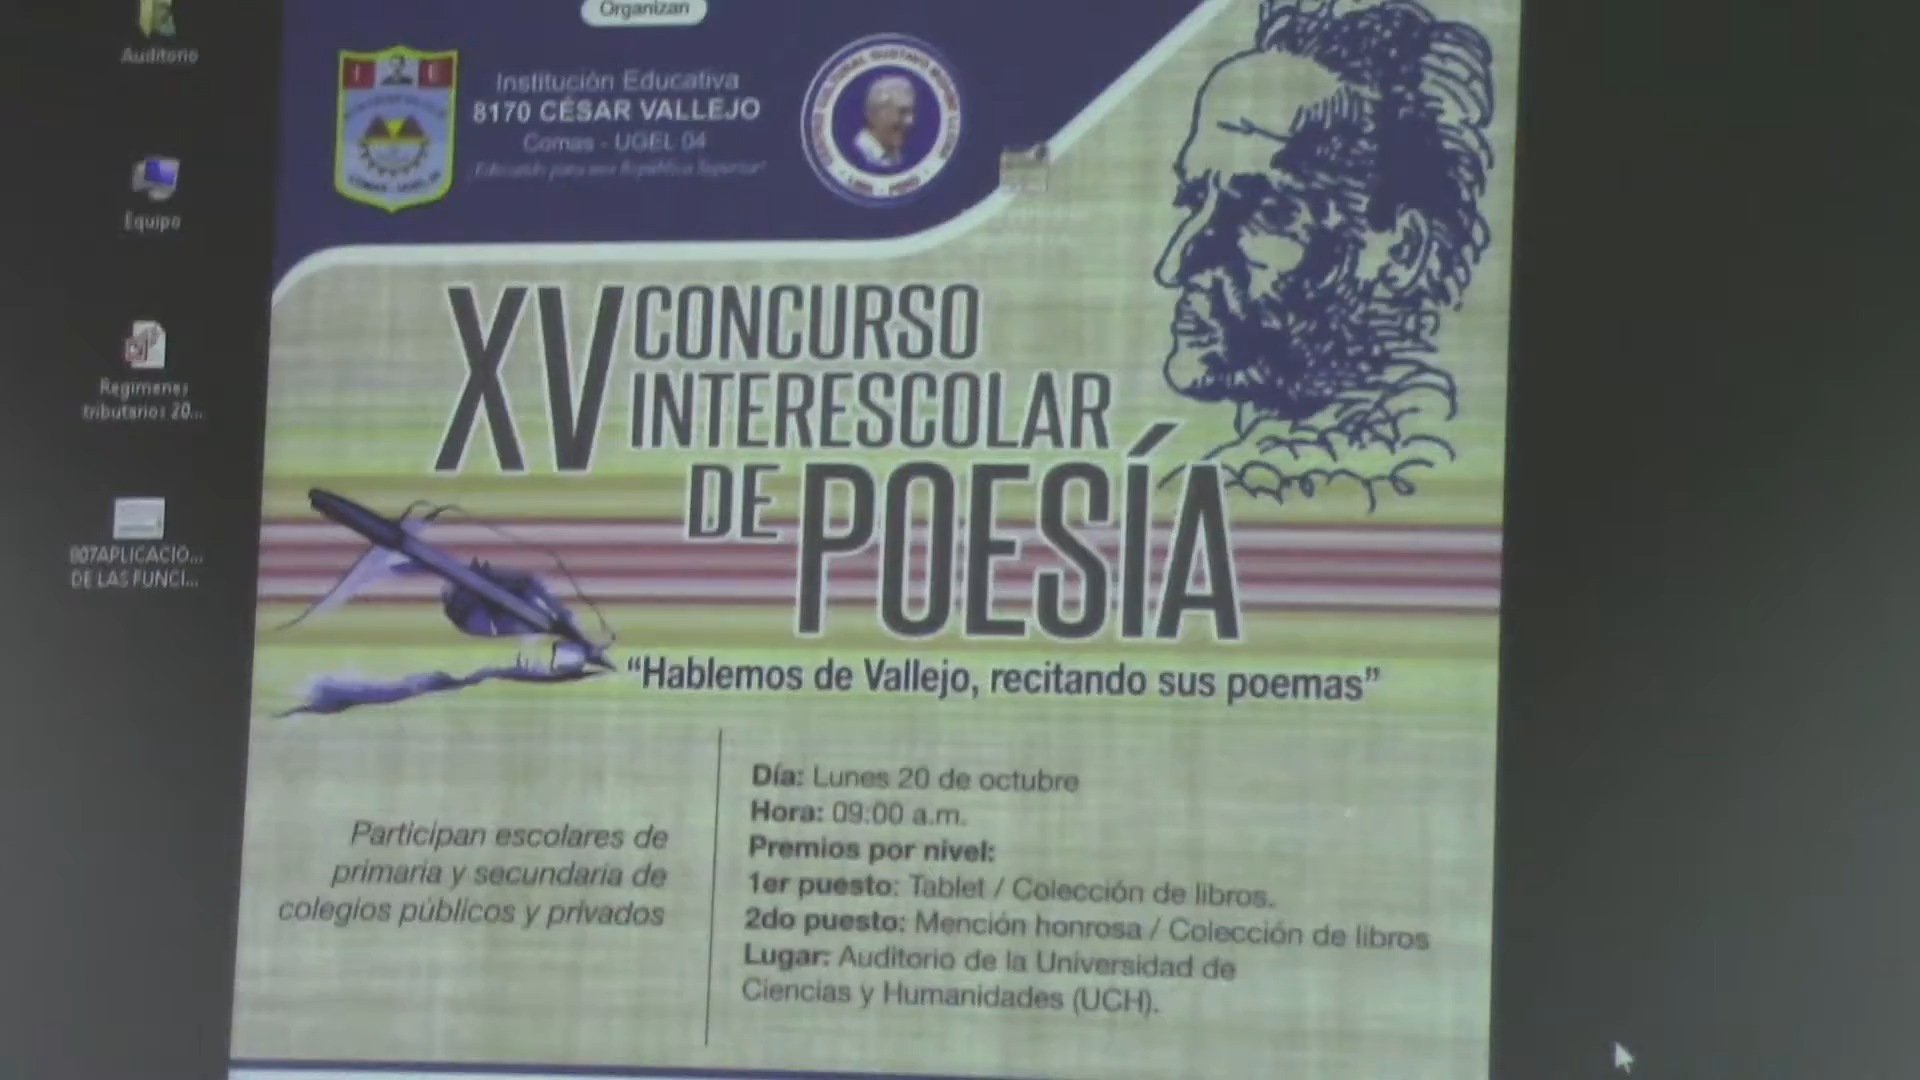 Organizan
Auditorio
Equipo
Regimenes
tributarios 20...
807APLICACIO...
DE LAS FUNCI...
I E
Institución Educativa
8170 CÉSAR VALLEJO
Comas - UGEL 04
XV CONCURSO
INTERESCOLAR
DE POESÍA
“Hablemos de Vallejo, recitando sus poemas”
Participan escolares de
primaria y secundaria de
colegios públicos y privados
Día: Lunes 20 de octubre
Hora: 09:00 a.m.
Premios por nivel:
1er puesto: Tablet / Colección de libros.
2do puesto: Mención honrosa / Colección de libros
Lugar: Auditorio de la Universidad de
Ciencias y Humanidades (UCH).